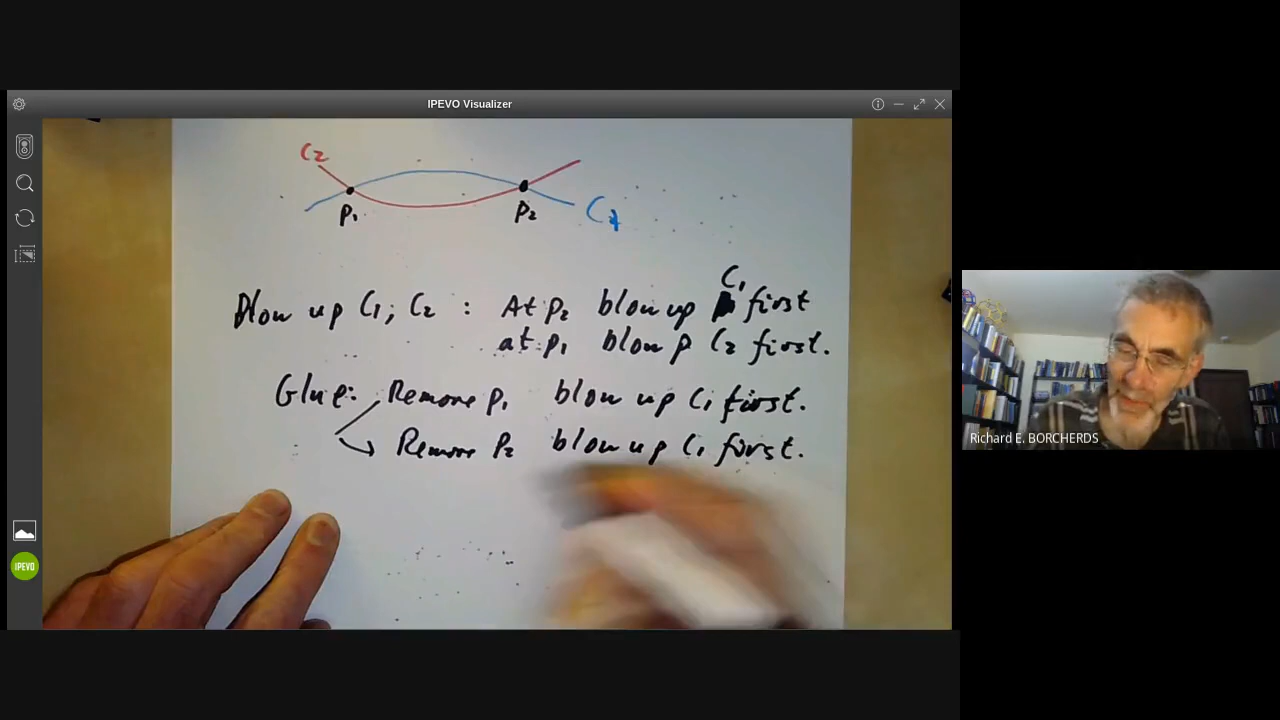 IPEVO Visualizer
C2
P1
P2
C1
C1
Blow up C1, C2 : At P2 blow up first
at P1 blow p C2 first.
Glue: Remove P1 blow up C1 first.
Remove P2 blow up C1 first.
IPEVO
Richard E. BORCHERDS